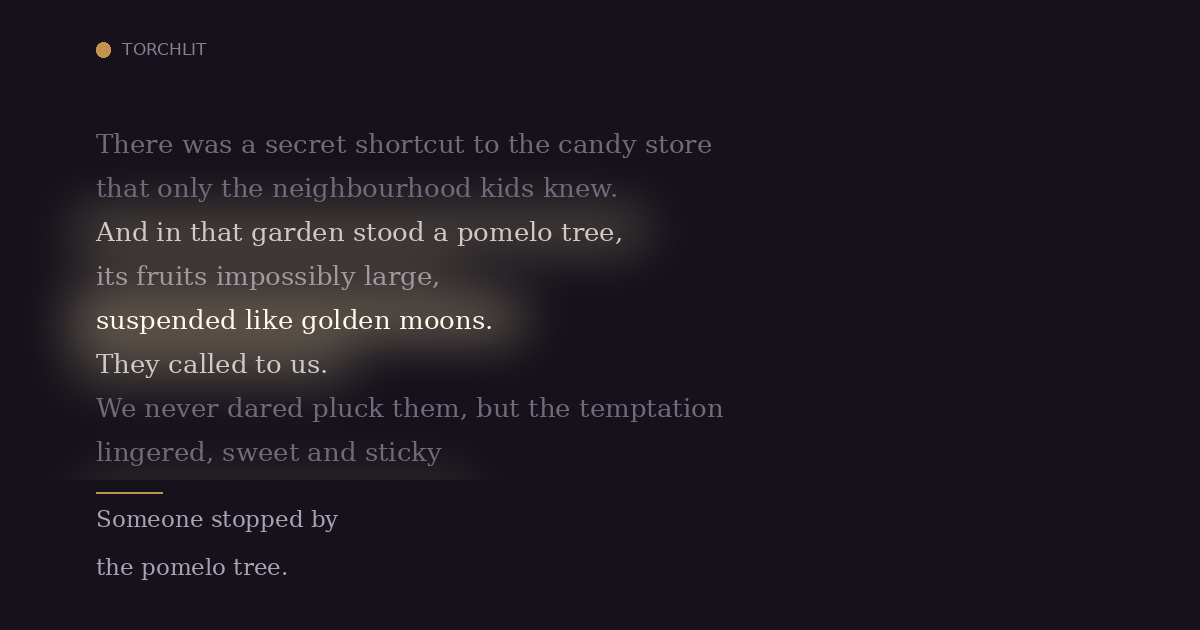 TORCHLIT
There was a secret shortcut to the candy store
that only the neighbourhood kids knew.
And in that garden stood a pomelo tree,
its fruits impossibly large,
suspended like golden moons.
They called to us.
We never dared pluck them, but the temptation
lingered, sweet and sticky
Someone stopped by
the pomelo tree.